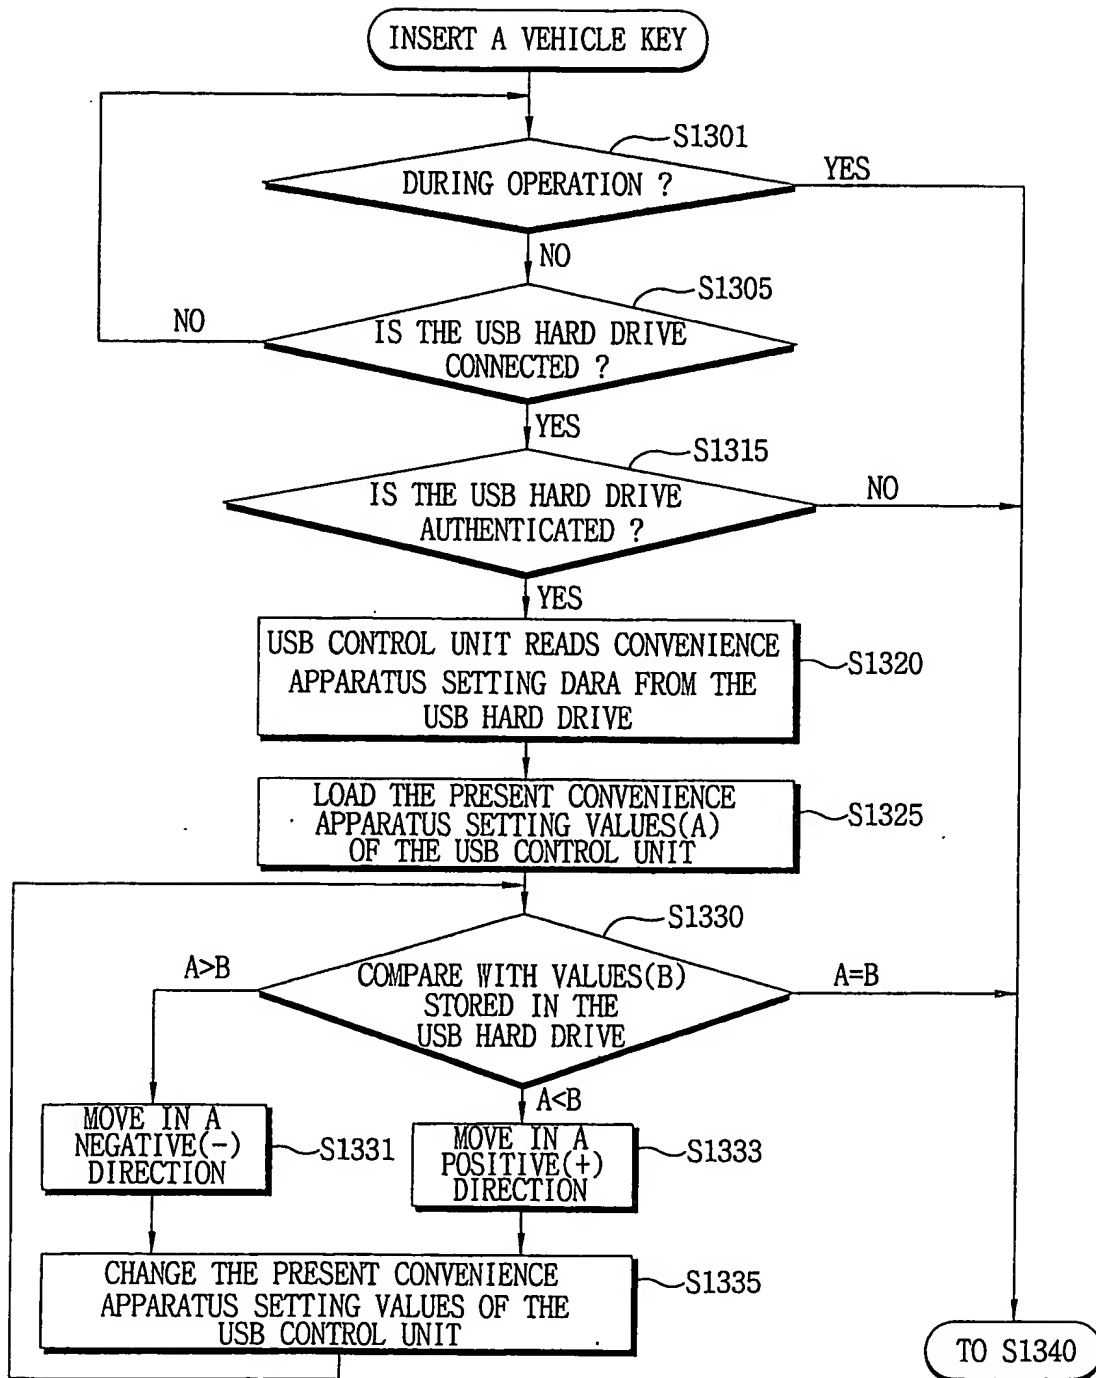 INSERT A VEHICLE KEY
S1301
DURING OPERATION ?
YES
NO
S1305
NO
IS THE USB HARD DRIVE
CONNECTED ?
YES
S1315
IS THE USB HARD DRIVE
AUTHENTICATED ?
NO
YES
USB CONTROL UNIT READS CONVENIENCE
APPARATUS SETTING DARA FROM THE
USB HARD DRIVE
S1320
LOAD THE PRESENT CONVENIENCE
APPARATUS SETTING VALUES(A)
OF THE USB CONTROL UNIT
S1325
S1330
A>B
COMPARE WITH VALUES(B)
STORED IN THE
USB HARD DRIVE
A=B
A<B
MOVE IN A
NEGATIVE(-)
DIRECTION
S1331
MOVE IN A
POSITIVE(+)
DIRECTION
S1333
CHANGE THE PRESENT CONVENIENCE
APPARATUS SETTING VALUES OF THE
USB CONTROL UNIT
S1335
TO S1340